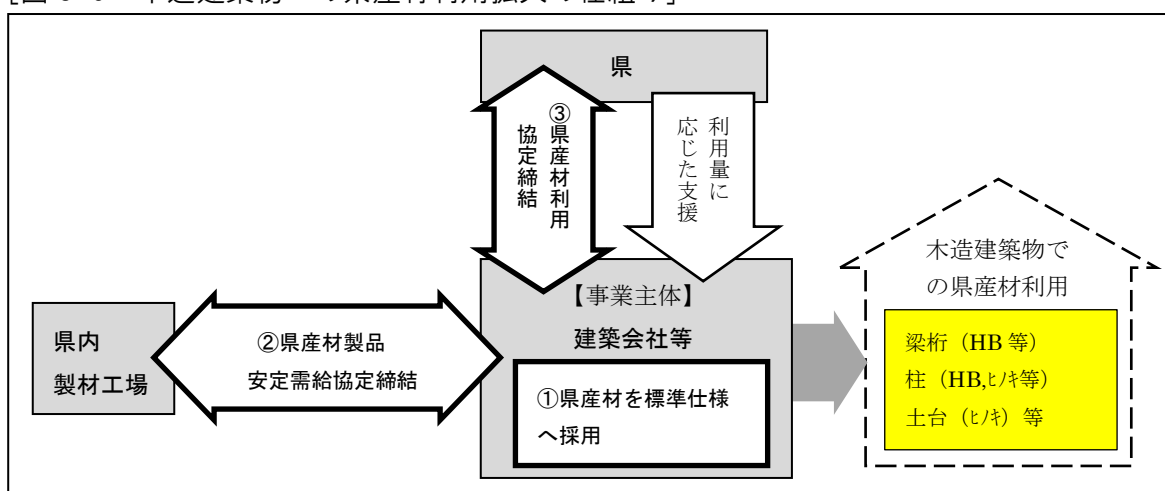 県
③県産材利用
協定締結
利用量に
応じた支援
【事業主体】
建築会社等
①県産材を標準仕様
へ採用
県内
製材工場
②県産材製品
安定需給協定締結
木造建築物で
の県産材利用
梁桁（HB 等）
柱（HB,ﾋﾉｷ等）
土台（ﾋﾉｷ）等